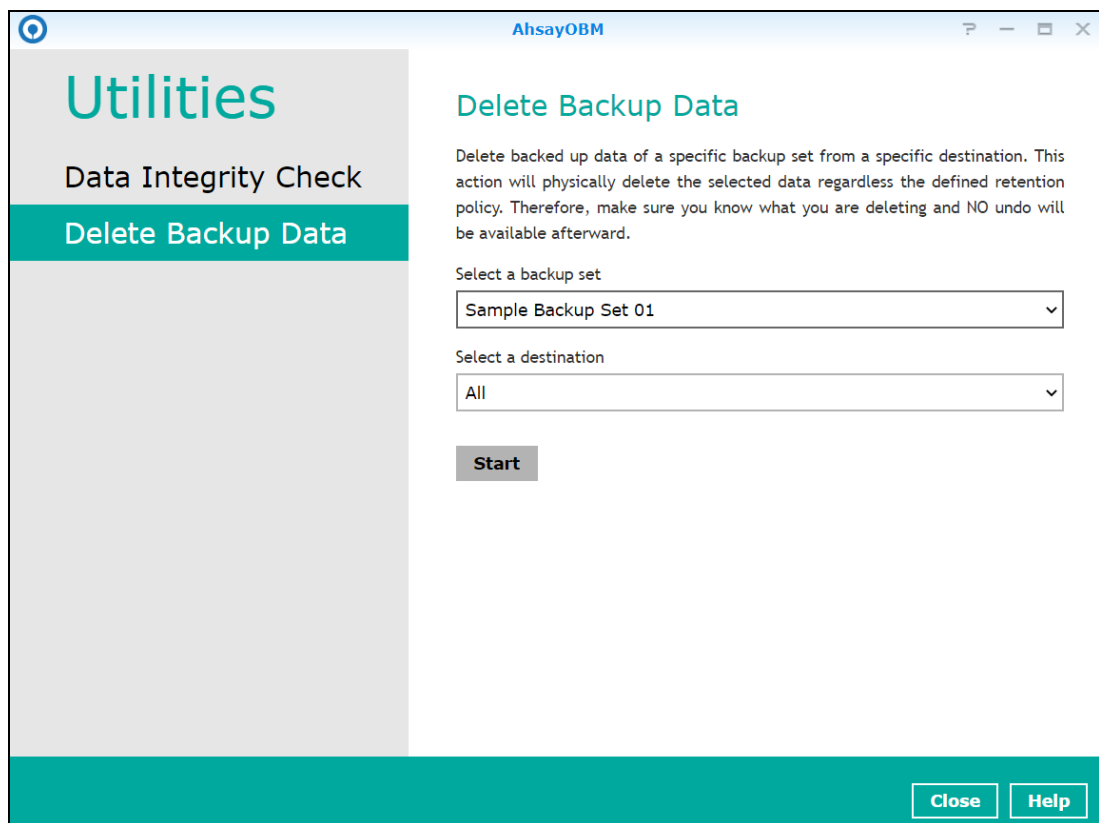 AhsayOBM
?
Utilities
Data Integrity Check
Delete Backup Data
Delete Backup Data
Delete backed up data of a specific backup set from a specific destination. This
action will physically delete the selected data regardless the defined retention
policy. Therefore, make sure you know what you are deleting and NO undo will
be available afterward.
Select a backup set
Sample Backup Set 01
Select a destination
All
Start
Close
Help